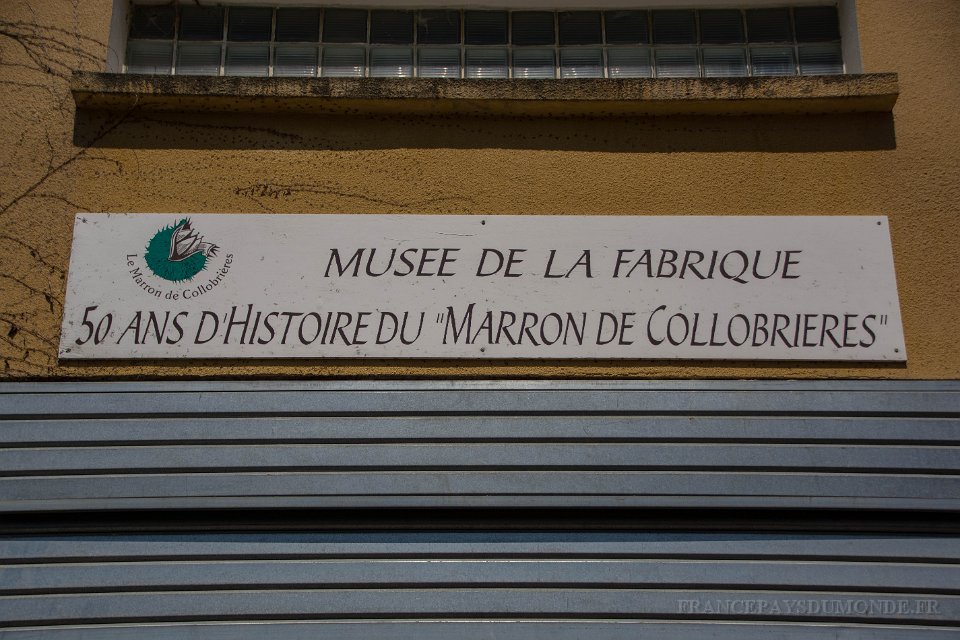 MUSEE DE LA FABRIQUE
Le Marron de Collobrières
50 ANS D'HISTOIRE DU "MARRON DE COLLOBRIERES"
FRANCEPAYSDUMONDE.FR